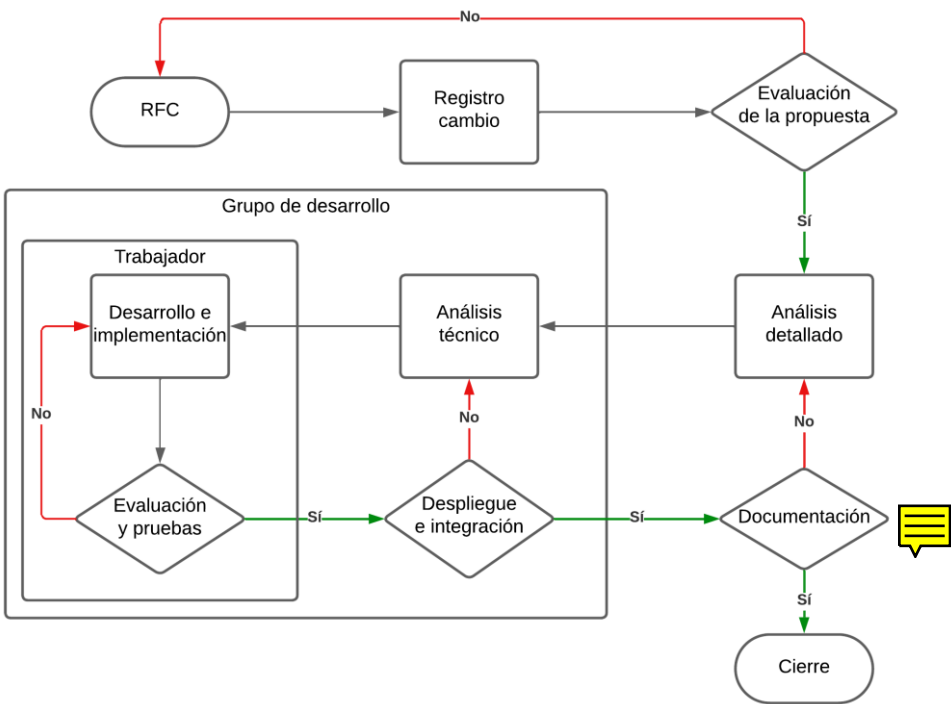 No
RFC
Registro
cambio
Evaluación
de la propuesta
Sí
Grupo de desarrollo
Trabajador
Desarrollo e
implementación
Análisis
técnico
Análisis
detallado
No
No
No
Evaluación
y pruebas
Sí
Despliegue
e integración
Sí
Documentación
Sí
Cierre